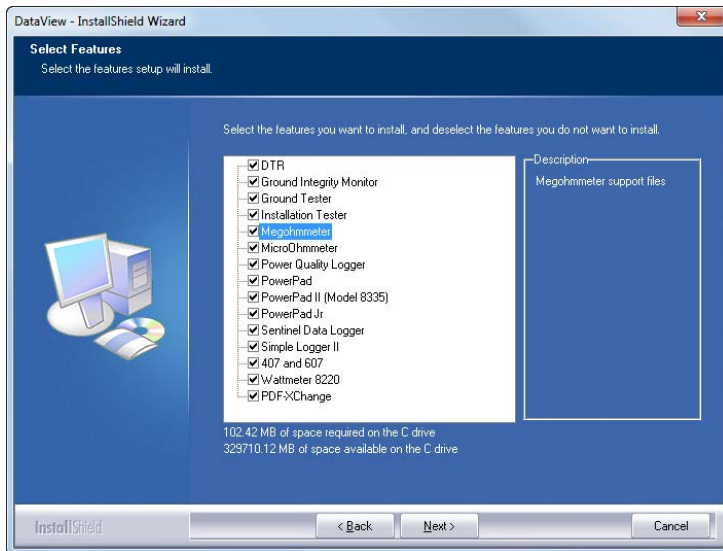 DataView - InstallShield Wizard
Select Features
Select the features setup will install.
Select the features you want to install, and deselect the features you do not want to install.
DTR
Ground Integrity Monitor
Ground Tester
Installation Tester
Megohmmeter
MicroOhmmeter
Power Quality Logger
PowerPad
PowerPad II (Model 8335)
PowerPad Jr
Sentinel Data Logger
Simple Logger II
407 and 607
Wattmeter 8220
PDF-XChange
Description
Megohmmeter support files
102.42 MB of space required on the C drive
329710.12 MB of space available on the C drive
InstallShield
< Back
Next >
Cancel